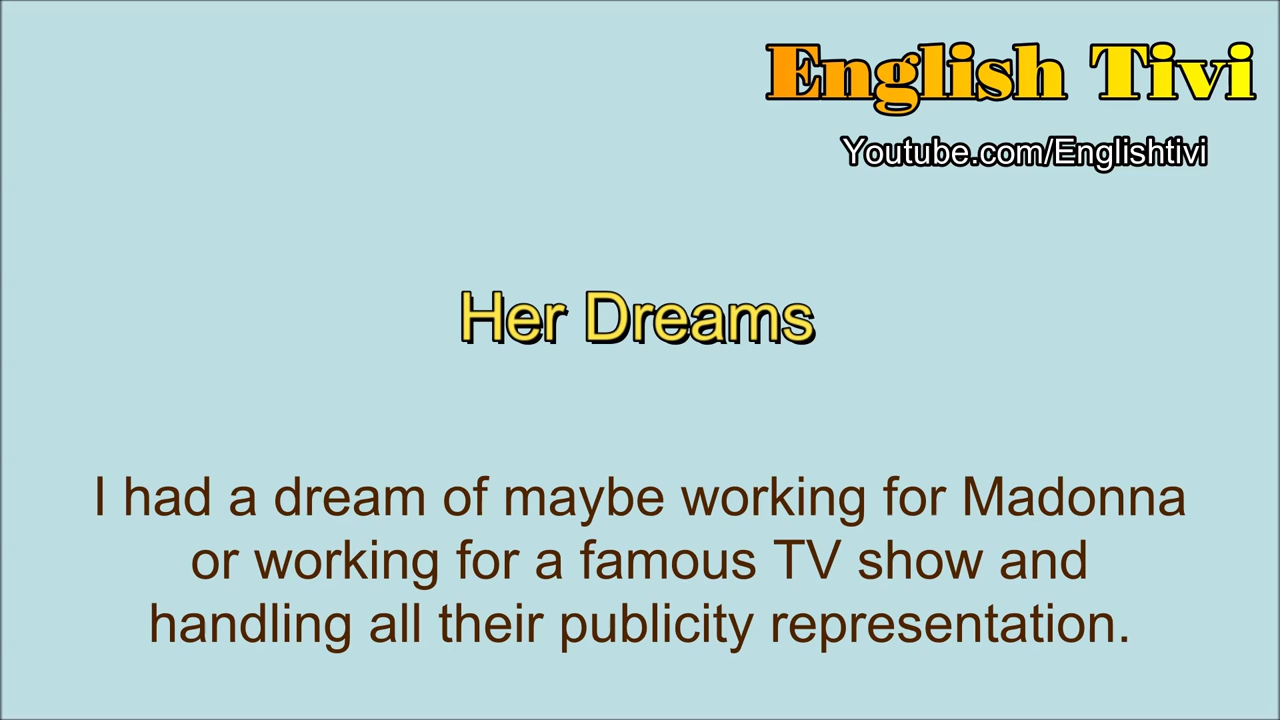 English Tivi
Youtube.com/Englishtivi
Her Dreams
I had a dream of maybe working for Madonna
or working for a famous TV show and
handling all their publicity representation.